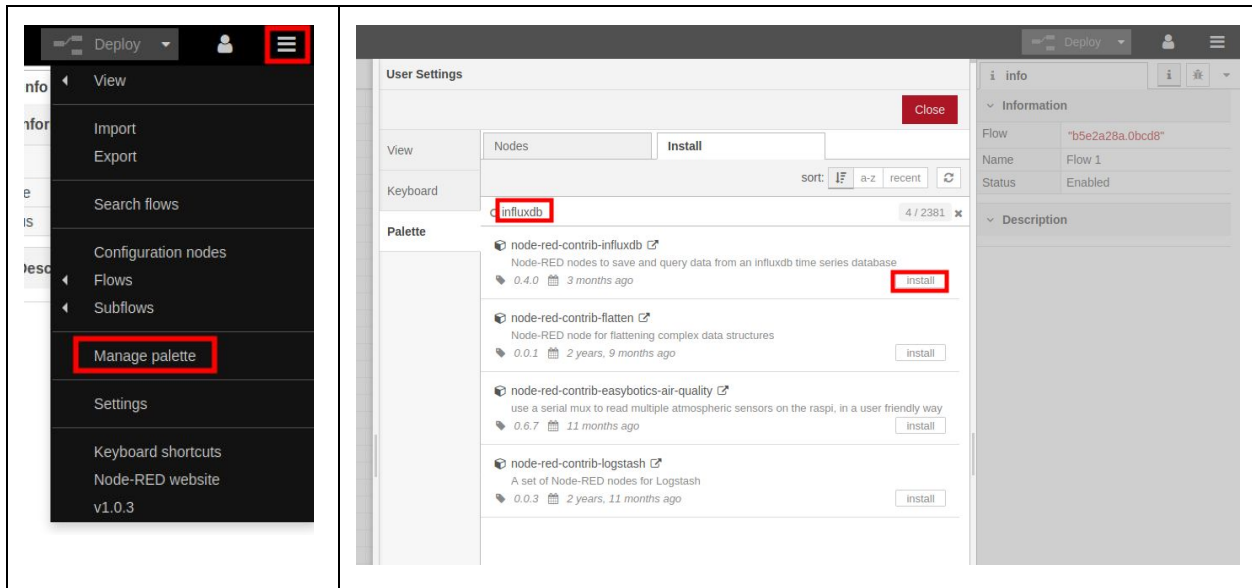 Deploy
nfo
View
nfor
Import
Export
e
Search flows
us
Configuration nodes
Desc
Flows
Subflows
Manage palette
Settings
Keyboard shortcuts
Node-RED website
v1.0.3
Deploy
User Settings
Close
View
Keyboard
Palette
Nodes
Install
sort: a-z recent
influxdb
4 / 2381
node-red-contrib-influxdb
Node-RED nodes to save and query data from an influxdb time series database
0.4.0 3 months ago
install
node-red-contrib-flatten
Node-RED node for flattening complex data structures
0.0.1 2 years, 9 months ago
install
node-red-contrib-easybotics-air-quality
use a serial mux to read multiple atmospheric sensors on the raspi, in a user friendly way
0.6.7 11 months ago
install
node-red-contrib-logstash
A set of Node-RED nodes for Logstash
0.0.3 2 years, 11 months ago
install
i info
i
Information
Flow "b5e2a28a.0bcd8"
Name Flow 1
Status Enabled
Description